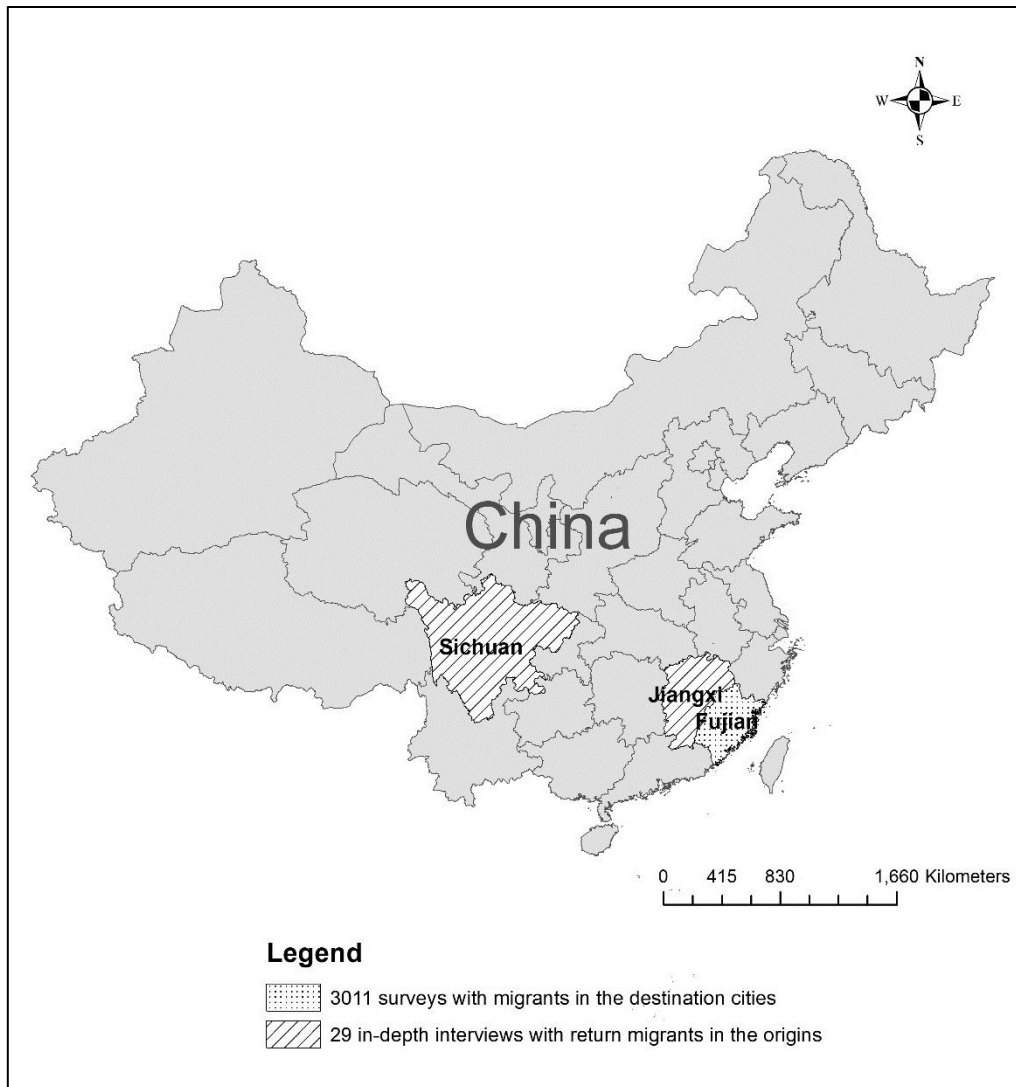 N
W E
S
China
Sichuan
Jiangxi
Fujian
0 415 830 1,660 Kilometers
Legend
3011 surveys with migrants in the destination cities
29 in-depth interviews with return migrants in the origins